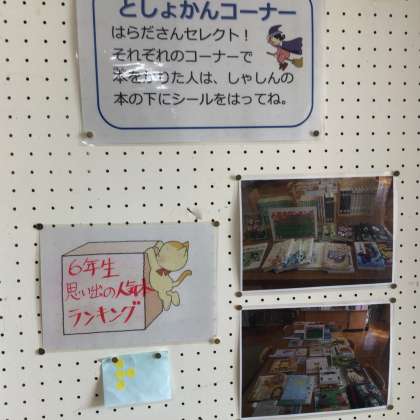 としょかんコーナー
はらださんセレクト!
それぞれのコーナーで
本をかりた人は、しゃしんの
本の下にシールをはってね。
6年生
思い出の人気本
ランキング